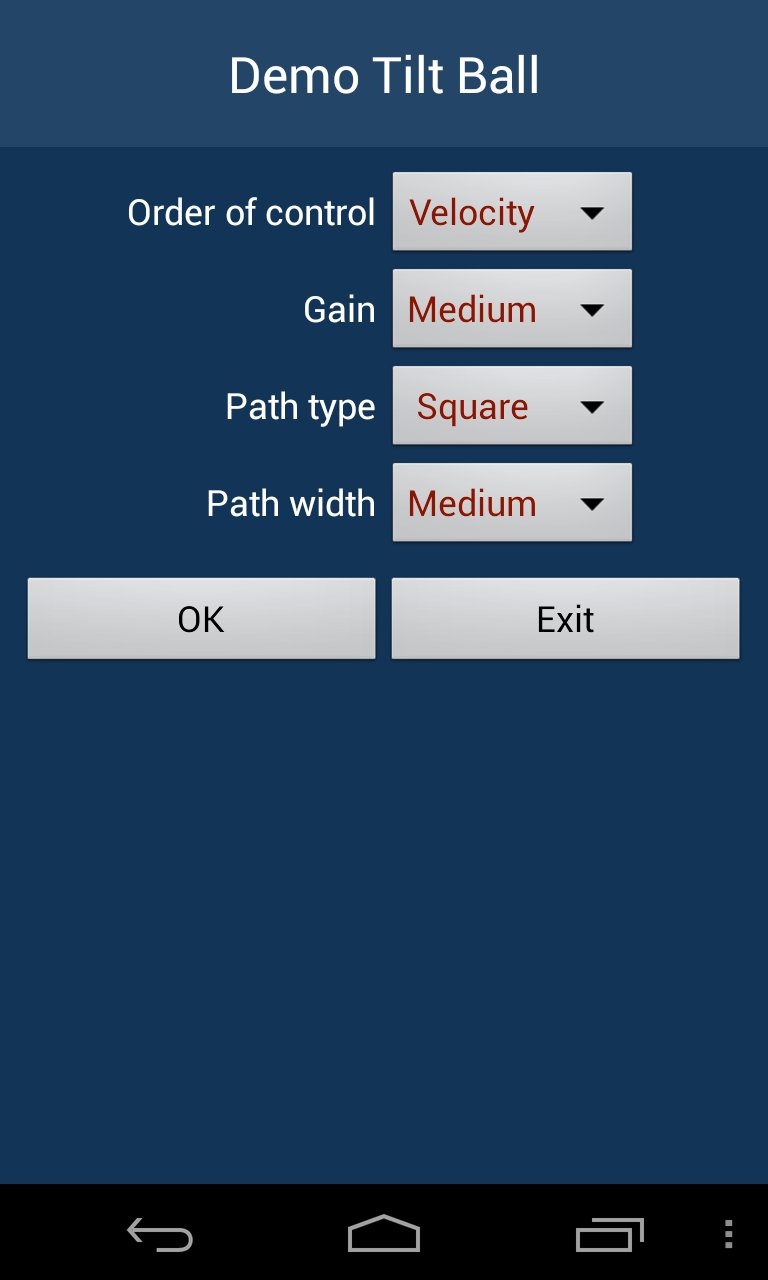 Demo Tilt Ball
Order of control Velocity
Gain Medium
Path type Square
Path width Medium
OK Exit